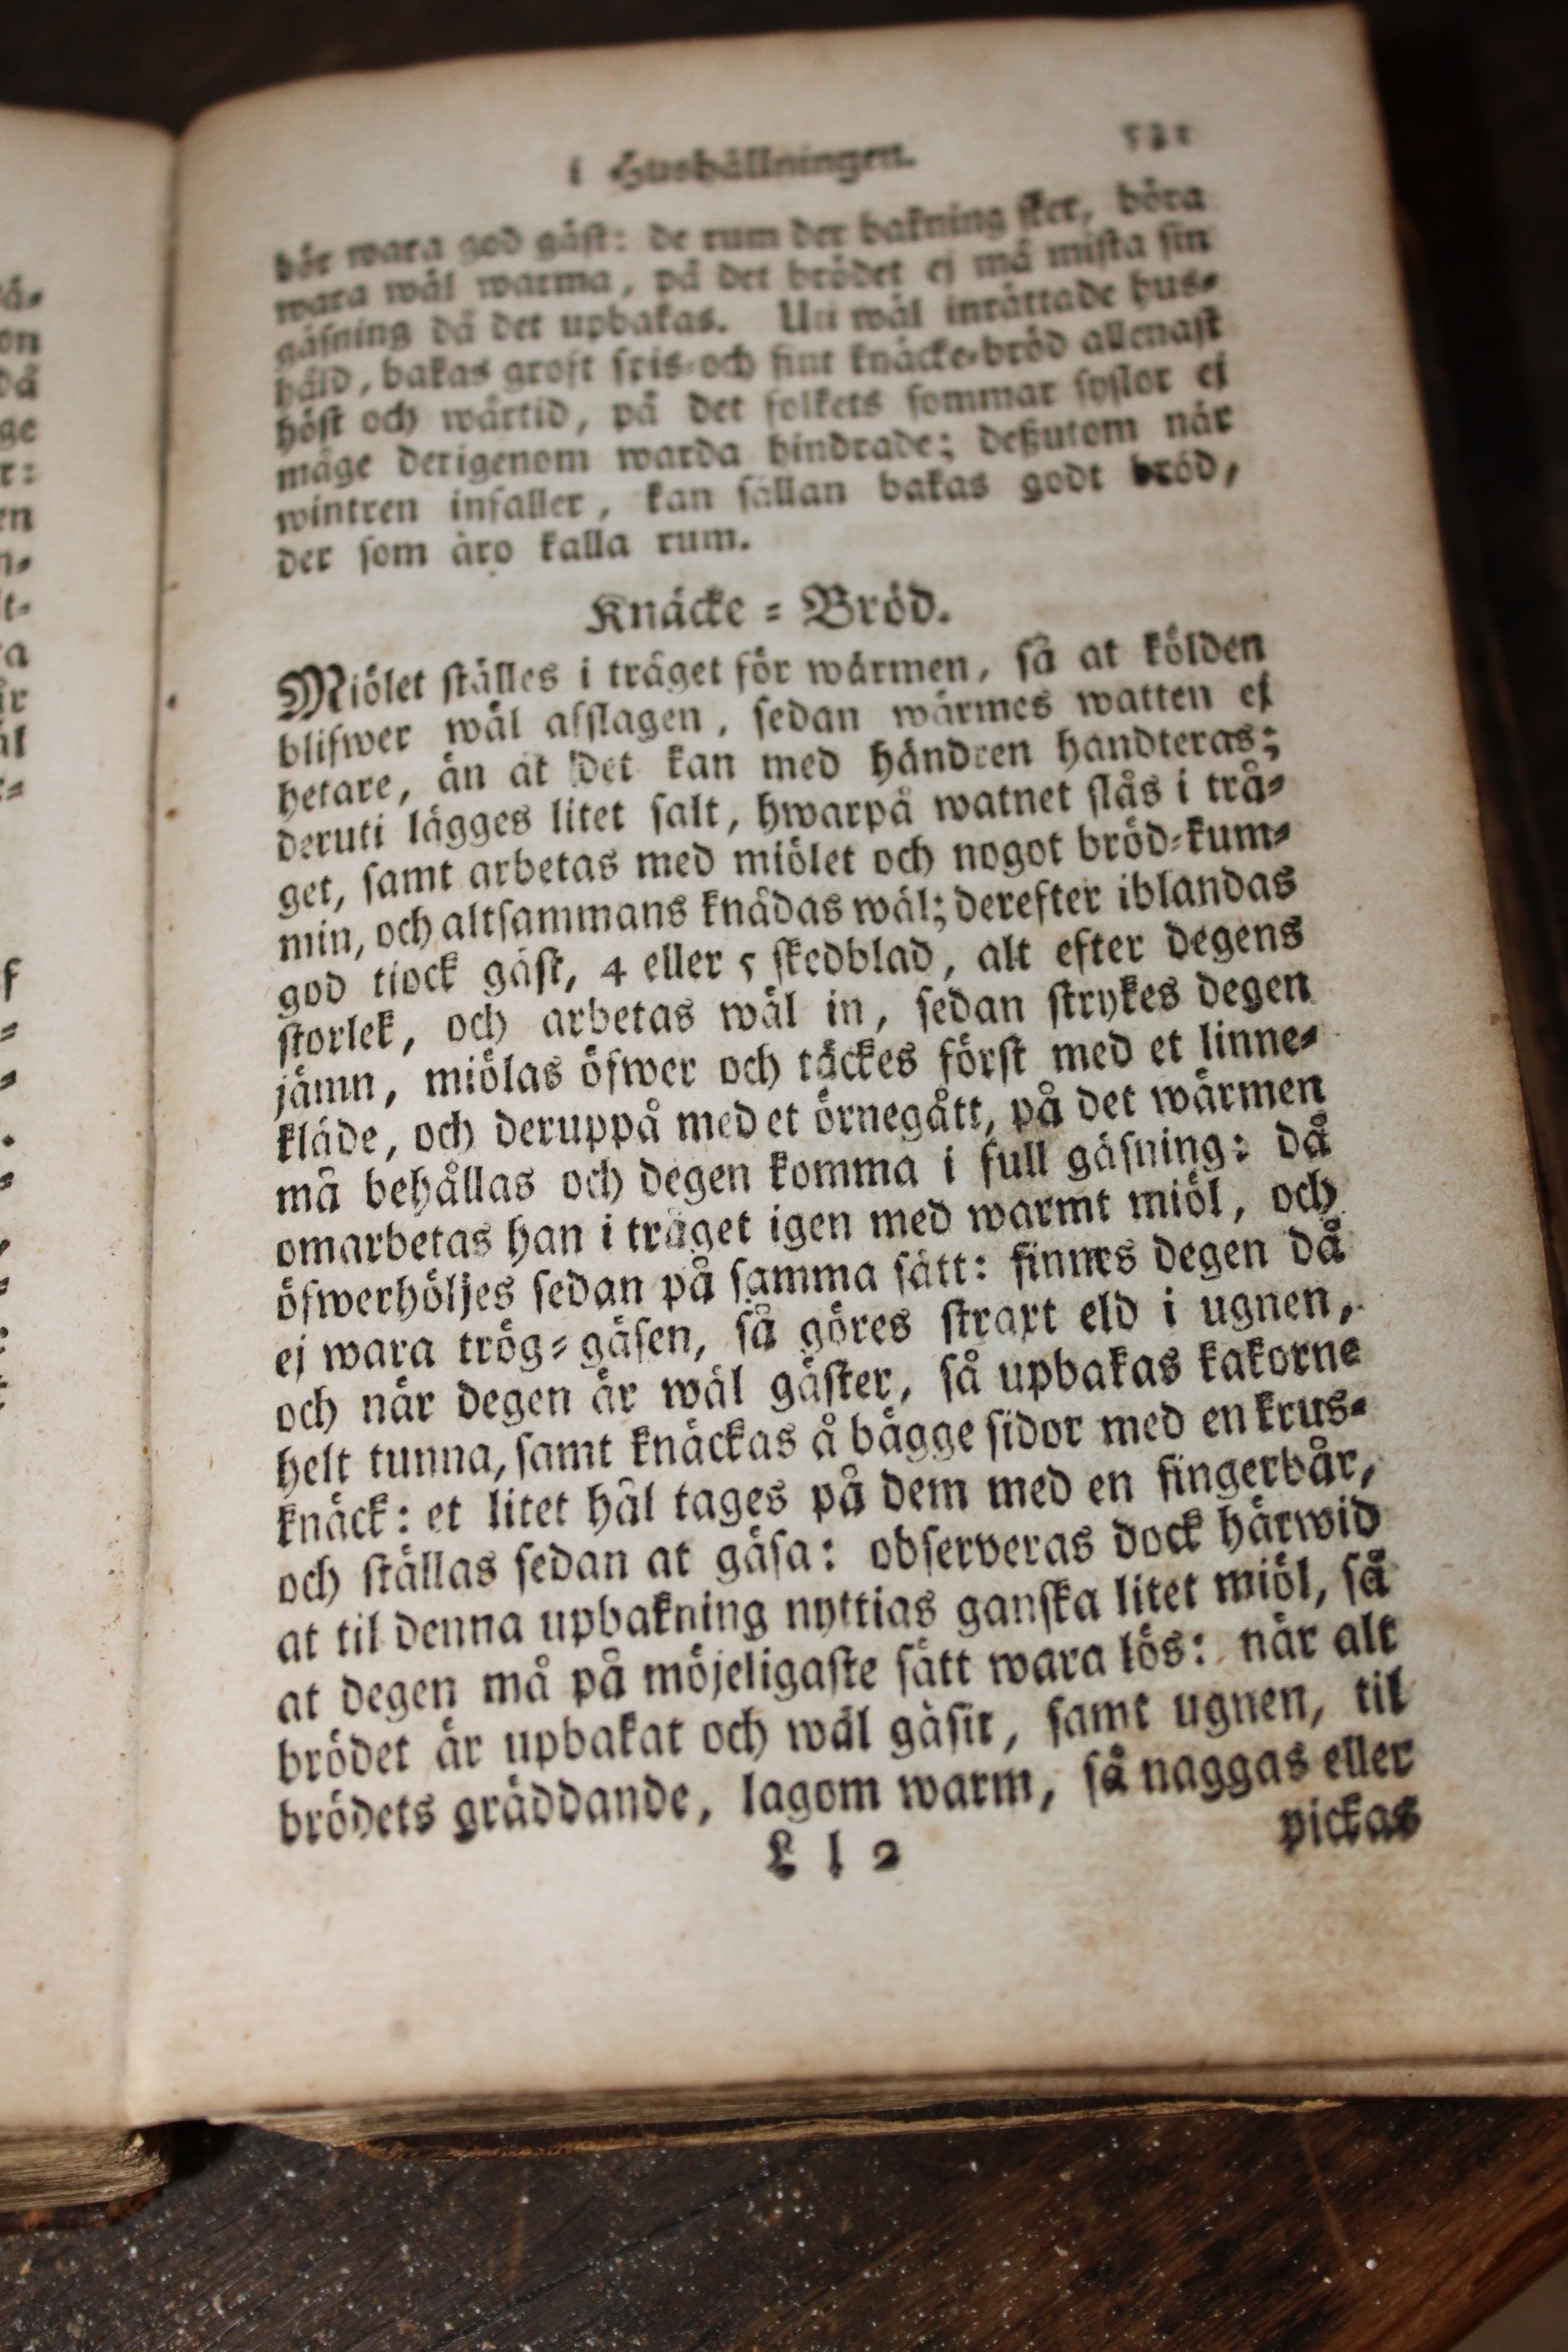 i Hushållningen. 531
bör wara god gäst: de rum der bakning sker, böra
wara wäl warma, på det brödet ej må mista sin
gäsning då det upbakas. Uti wäl inrättade hus-
håld, bakas groft spis- och fint knäcke-bröd allenast
höst och wårtid, på det folkets sommar syslor ej
måge derigenom warda hindrade; deßutom når
wintren infaller, kan sällan bakas godt bröd,
der som äro kalla rum.
Knäcke-Bröd.
Miölet ställes i tråget för wärmen, så at kölden
blifwer wäl afslagen, sedan wärmes watten ej
hetare, än at det kan med händren handteras;
deruti lägges litet salt, hwarpå watnet slås i trå-
get, samt arbetas med miölet och nogot bröd-kum-
min, och altsammans knådas wäl; derefter iblandas
god tiock gäst, 4 eller 5 skedblad, alt efter degens
storlek, och arbetas wäl in, sedan strykes degen
jämn, miölas öfwer och täckes först med et linne-
kläde, och deruppå med et örnegått, på det wärmen
må behållas och degen komma i full gäsning: då
omarbetas han i tråget igen med warmt miöl, och
öfwerhöljes sedan på samma sätt: finnes degen då
ej wara trög-gäsen, så göres straxt eld i ugnen,
och når degen är wäl gäster, så upbakas kakorne
helt tunna, samt knäckas å bägge sidor med en krus-
knäck: et litet hål tages på dem med en fingerbår,
och ställas sedan at gäsa: observeras dock härwid
at til denna upbakning nyttias ganska litet miöl, så
at degen må på möjeligaste sätt wara lös: når alt
brödet är upbakat och wäl gäsit, samt ugnen, til
brödets gräddande, lagom warm, så naggas eller
Ll 2 pickas